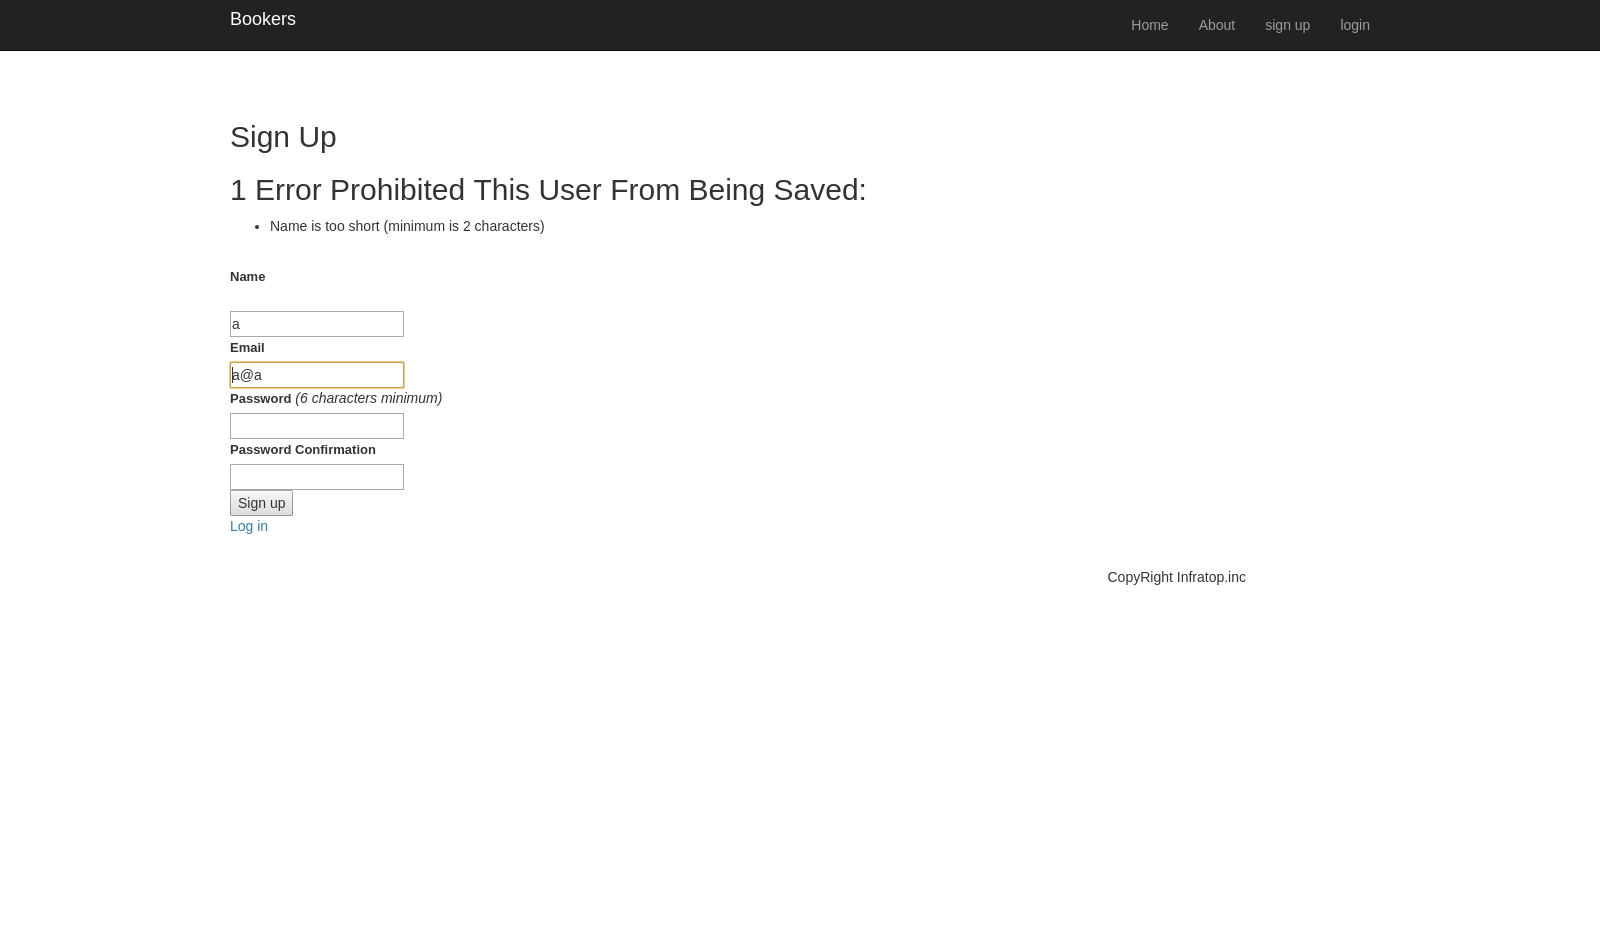 Bookers
Home About sign up login
Sign Up
1 Error Prohibited This User From Being Saved:
Name is too short (minimum is 2 characters)
Name
a
Email
a@a
Password (6 characters minimum)
Password Confirmation
Sign up
Log in
CopyRight Infratop.inc